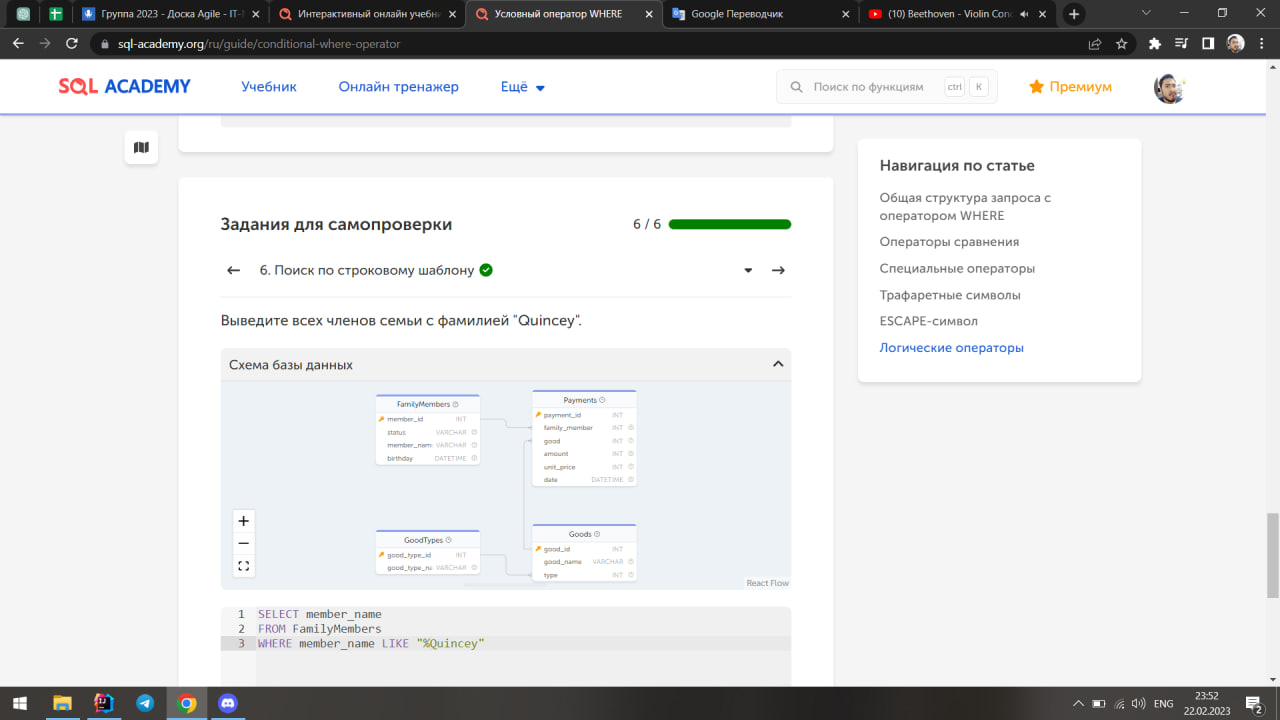 Группа 2023 - Доска Agile - IT-
Интерактивный онлайн учебн
Условный оператор WHERE
Google Переводчик
(10) Beethoven - Violin Con
sql-academy.org/ru/guide/conditional-where-operator
SQL ACADEMY
Учебник
Онлайн тренажер
Ещё
Поиск по функциям
ctrl K
Премиум
Задания для самопроверки
6 / 6
6. Поиск по строковому шаблону
Выведите всех членов семьи с фамилией "Quincey".
Схема базы данных
FamilyMembers
member_id INT
status VARCHAR
member_name VARCHAR
birthday DATETIME
Payments
payment_id INT
family_member INT
good INT
amount INT
unit_price INT
date DATETIME
GoodTypes
good_type_id INT
good_type_na VARCHAR
Goods
good_id INT
good_name VARCHAR
type INT
React Flow
1 SELECT member_name
2 FROM FamilyMembers
3 WHERE member_name LIKE "%Quincey"
Навигация по статье
Общая структура запроса с
оператором WHERE
Операторы сравнения
Специальные операторы
Трафаретные символы
ESCAPE-символ
Логические операторы
ENG
23:52
22.02.2023
2